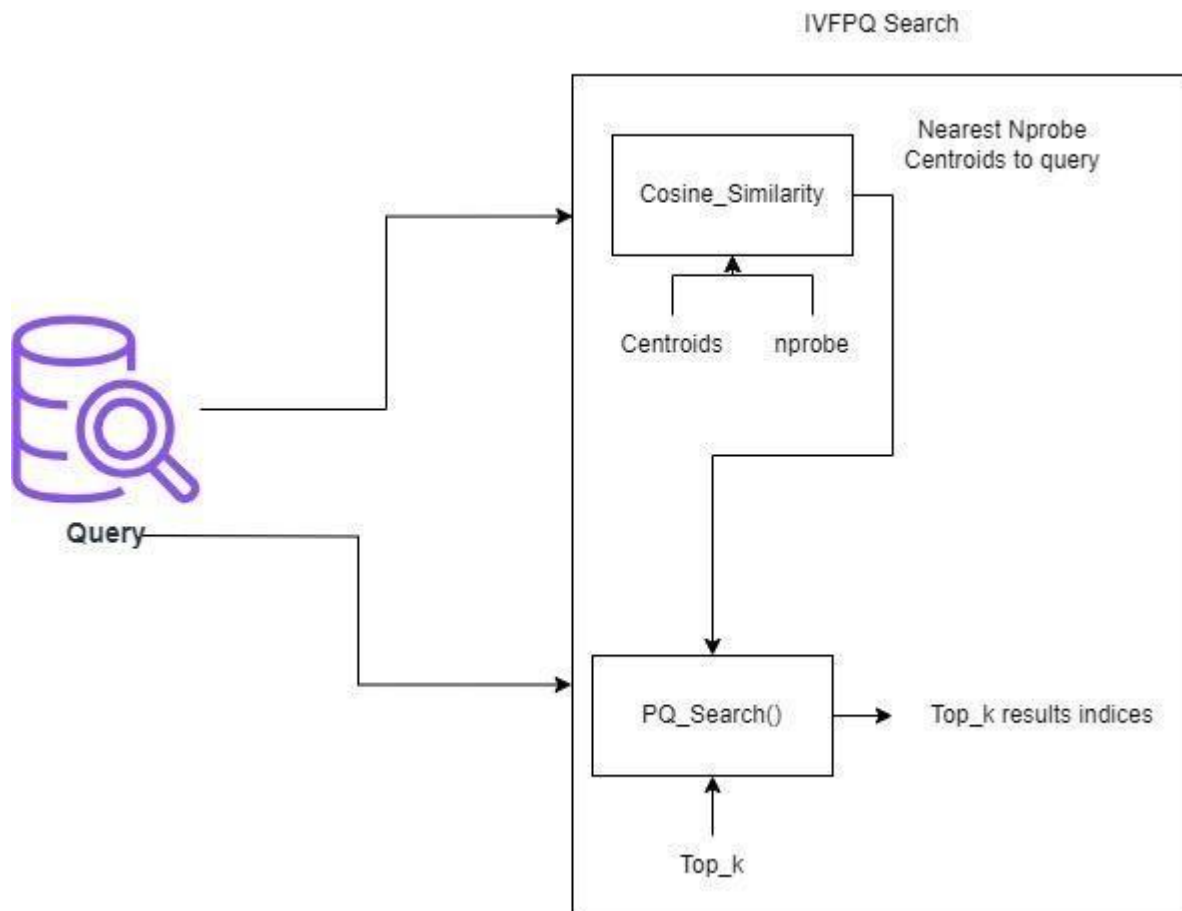 IVFPQ Search
Nearest Nprobe
Centroids to query
Cosine_Similarity
Centroids
nprobe
Query
PQ_Search()
Top_k results indices
Top_k